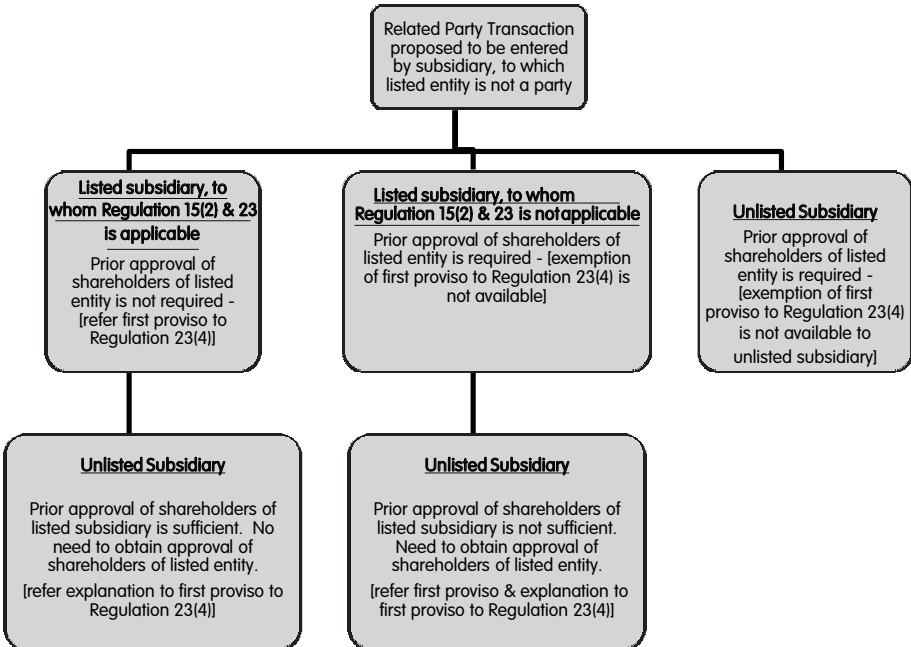 Related Party Transaction
proposed to be entered
by subsidiary, to which
listed entity is not a party
Listed subsidiary, to
whom Regulation 15(2) & 23
is applicable
Prior approval of
shareholders of listed
entity is not required -
[refer first proviso to
Regulation 23(4)]
Listed subsidiary, to whom
Regulation 15(2) & 23 is not applicable
Prior approval of shareholders of
listed entity is required - [exemption
of first proviso to Regulation 23(4) is
not available]
Unlisted Subsidiary
Prior approval of
shareholders of listed
entity is required -
[exemption of first
proviso to Regulation 23(4)
is not available to
unlisted subsidiary]
Unlisted Subsidiary
Prior approval of shareholders of
listed subsidiary is sufficient. No
need to obtain approval of
shareholders of listed entity.
[refer explanation to first proviso to
Regulation 23(4)]
Unlisted Subsidiary
Prior approval of shareholders of
listed subsidiary is not sufficient.
Need to obtain approval of
shareholders of listed entity.
[refer first proviso & explanation to
first proviso to Regulation 23(4)]